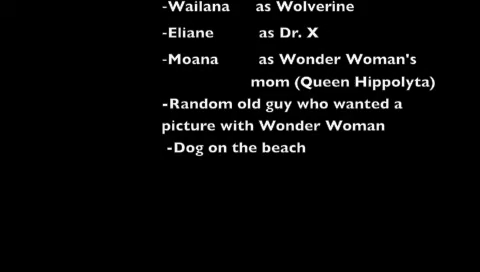 -Wailana as Wolverine
-Eliane as Dr. X
-Moana as Wonder Woman's
mom (Queen Hippolyta)
-Random old guy who wanted a
picture with Wonder Woman
-Dog on the beach